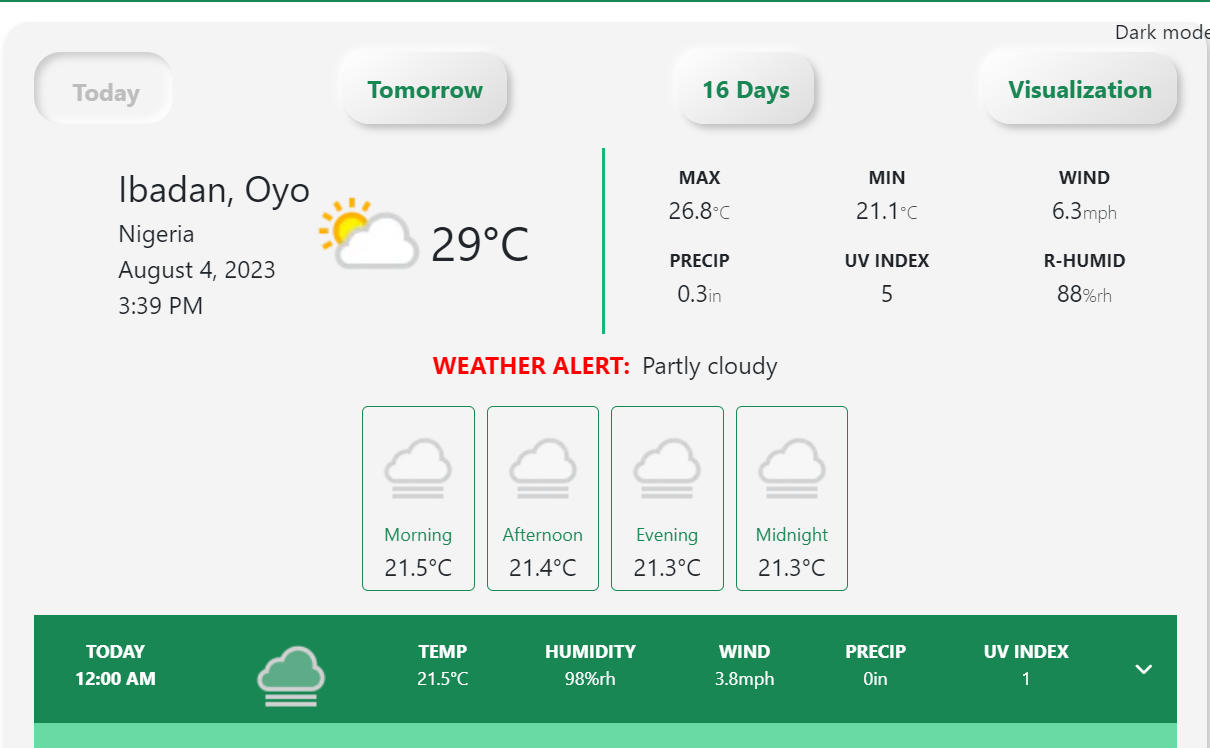 Dark mode
Today
Tomorrow
16 Days
Visualization
Ibadan, Oyo
Nigeria
August 4, 2023
3:39 PM
29°C
MAX MIN WIND
26.8°C 21.1°C 6.3mph
PRECIP UV INDEX R-HUMID
0.3in 5 88%rh
WEATHER ALERT: Partly cloudy
Morning Afternoon Evening Midnight
21.5°C 21.4°C 21.3°C 21.3°C
TODAY TEMP HUMIDITY WIND PRECIP UV INDEX
12:00 AM 21.5°C 98%rh 3.8mph 0in 1